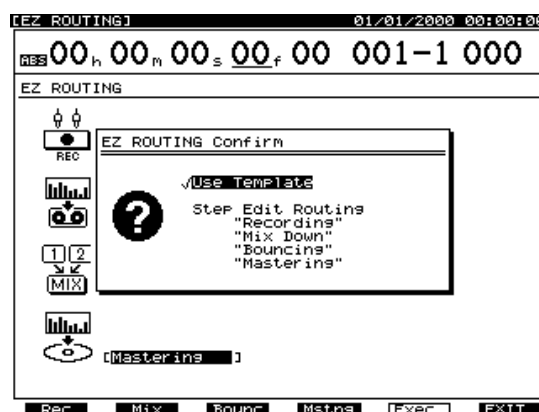 [EZ ROUTING] 01/01/2000 00:00:00
ABS 00h 00m 00s 00f 00 001-1 000
EZ ROUTING
REC
EZ ROUTING Confirm
✓Use Template
Step Edit Routing
"Recording"
"Mix Down"
"Bouncing"
"Mastering"
1 2
MIX
[Mastering ]
Rec Mix Bounc Mstng Exec EXIT